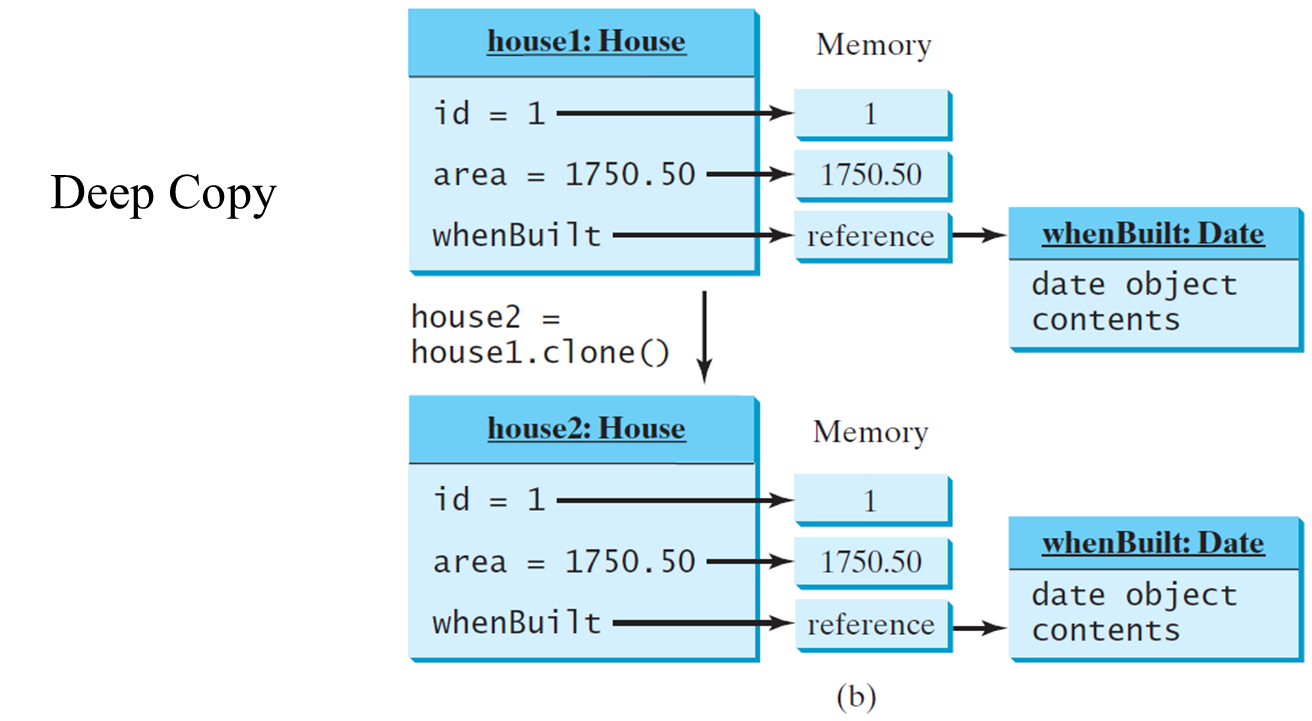 Deep Copy
house1: House
Memory
id = 1
1
area = 1750.50
1750.50
whenBuilt
reference
whenBuilt: Date
date object
contents
house2 =
house1.clone()
house2: House
Memory
id = 1
1
area = 1750.50
1750.50
whenBuilt
reference
whenBuilt: Date
date object
contents
(b)